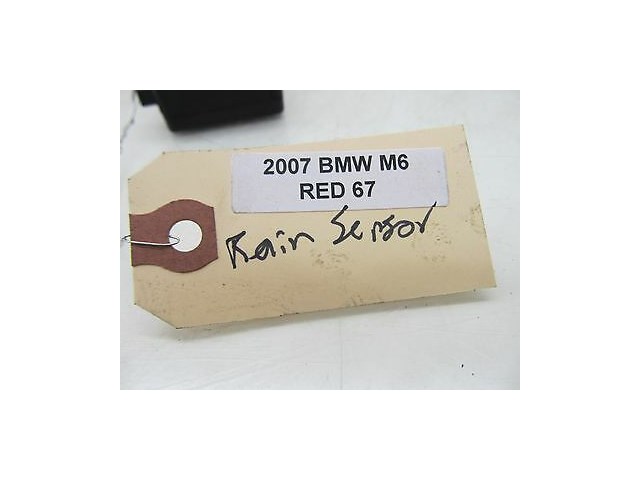 2007 BMW M6
RED 67
Rain Sensor